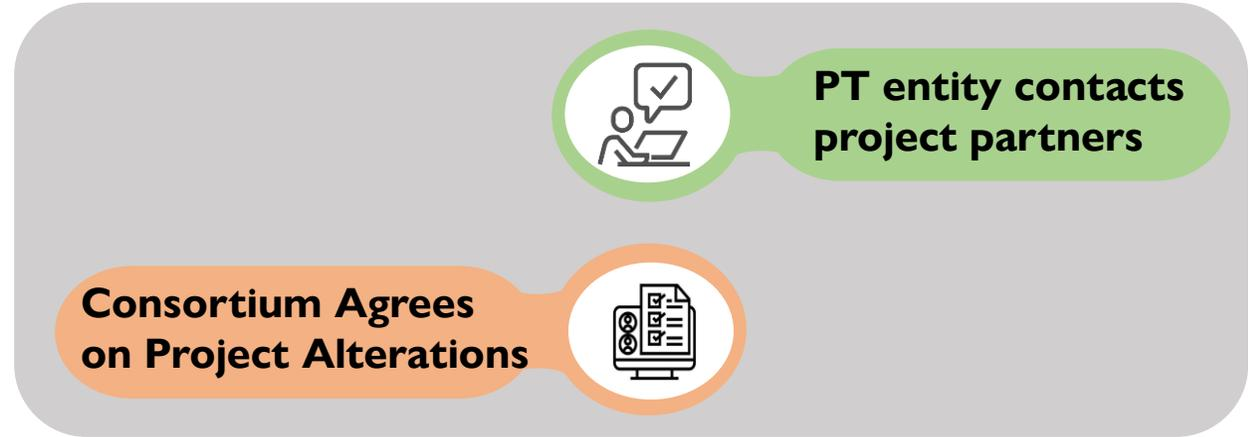 PT entity contacts
project partners
Consortium Agrees
on Project Alterations